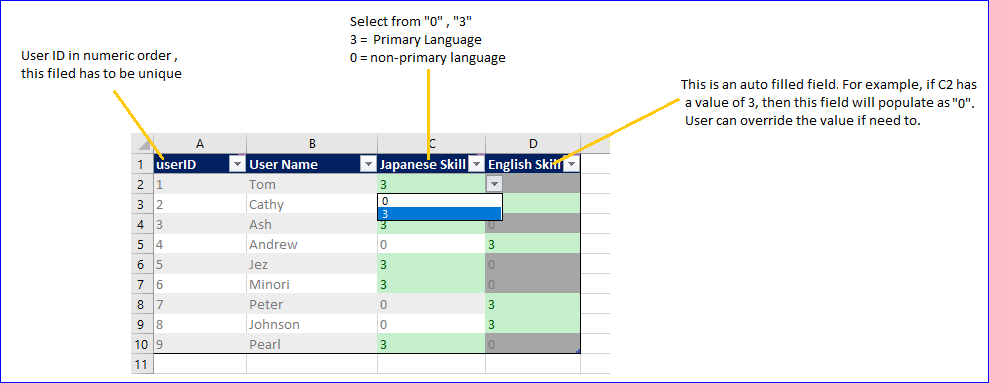 Select from "0" , "3"
3 =  Primary Language
0 = non-primary language
User ID in numeric order ,
this filed has to be unique
This is an auto filled field. For example, if C2 has
a value of 3, then this field will populate as "0".
User can override the value if need to.
A B C D
1 userID User Name Japanese Skill English Skill
2 1 Tom 3
3 2 Cathy
0
3
4 3 Ash 3 0
5 4 Andrew 0 3
6 5 Jez 3 0
7 6 Minori 3 0
8 7 Peter 0 3
9 8 Johnson 0 3
10 9 Pearl 3 0
11